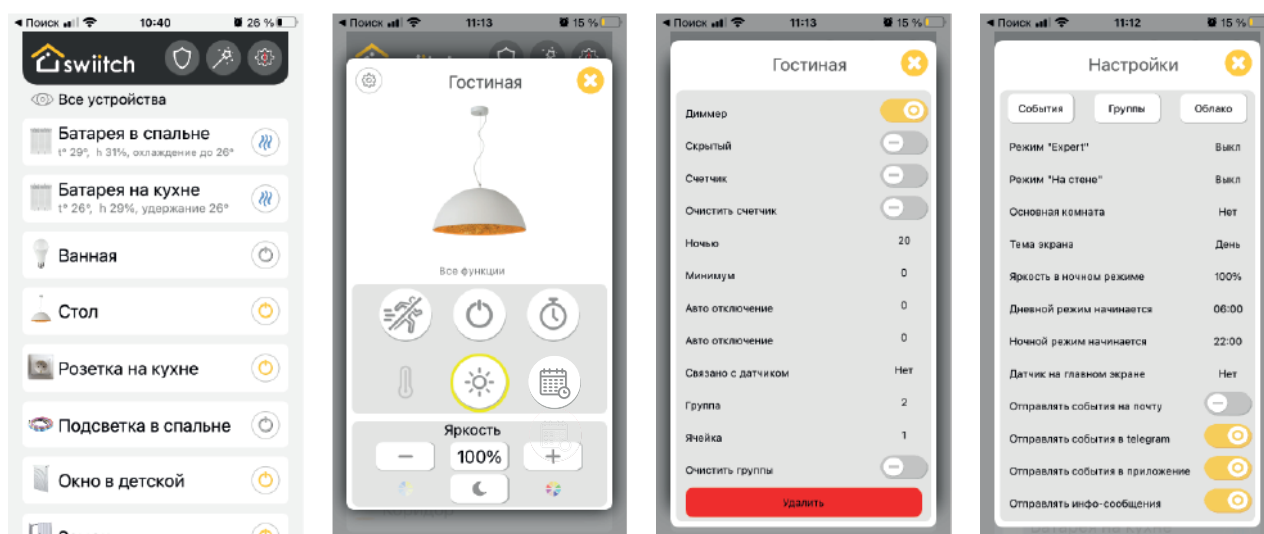 ◀ Поиск 10:40 26 %
swiitch
Все устройства
Батарея в спальне
t° 29°, h 31%, охлаждение до 26°
Батарея на кухне
t° 26°, h 29%, удержание 26°
Ванная
Стол
Розетка на кухне
Подсветка в спальне
Окно в детской
◀ Поиск 11:13 15 %
Гостиная
Все функции
Яркость
100%
◀ Поиск 11:13 15 %
Гостиная
Диммер
Скрытый
Счетчик
Очистить счетчик
Ночью 20
Минимум 0
Авто отключение 0
Авто отключение 0
Связано с датчиком Нет
Группа 2
Ячейка 1
Очистить группы
Удалить
◀ Поиск 11:12 15 %
Настройки
События Группы Облако
Режим "Expert" Выкл
Режим "На стене" Выкл
Основная комната Нет
Тема экрана День
Яркость в ночном режиме 100%
Дневной режим начинается 06:00
Ночной режим начинается 22:00
Датчик на главном экране Нет
Отправлять события на почту
Отправлять события в telegram
Отправлять события в приложение
Отправлять инфо-сообщения